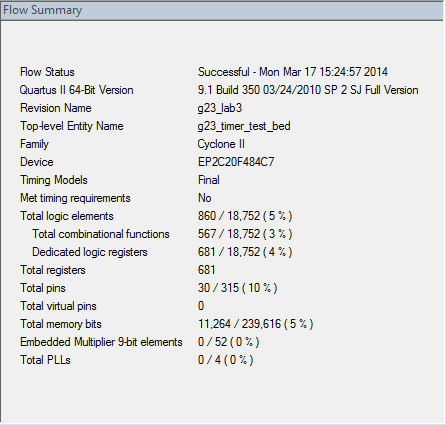 Flow Summary
Flow Status Successful - Mon Mar 17 15:24:57 2014
Quartus II 64-Bit Version 9.1 Build 350 03/24/2010 SP 2 SJ Full Version
Revision Name g23_lab3
Top-level Entity Name g23_timer_test_bed
Family Cyclone II
Device EP2C20F484C7
Timing Models Final
Met timing requirements No
Total logic elements 860 / 18,752 ( 5 % )
Total combinational functions 567 / 18,752 ( 3 % )
Dedicated logic registers 681 / 18,752 ( 4 % )
Total registers 681
Total pins 30 / 315 ( 10 % )
Total virtual pins 0
Total memory bits 11,264 / 239,616 ( 5 % )
Embedded Multiplier 9-bit elements 0 / 52 ( 0 % )
Total PLLs 0 / 4 ( 0 % )